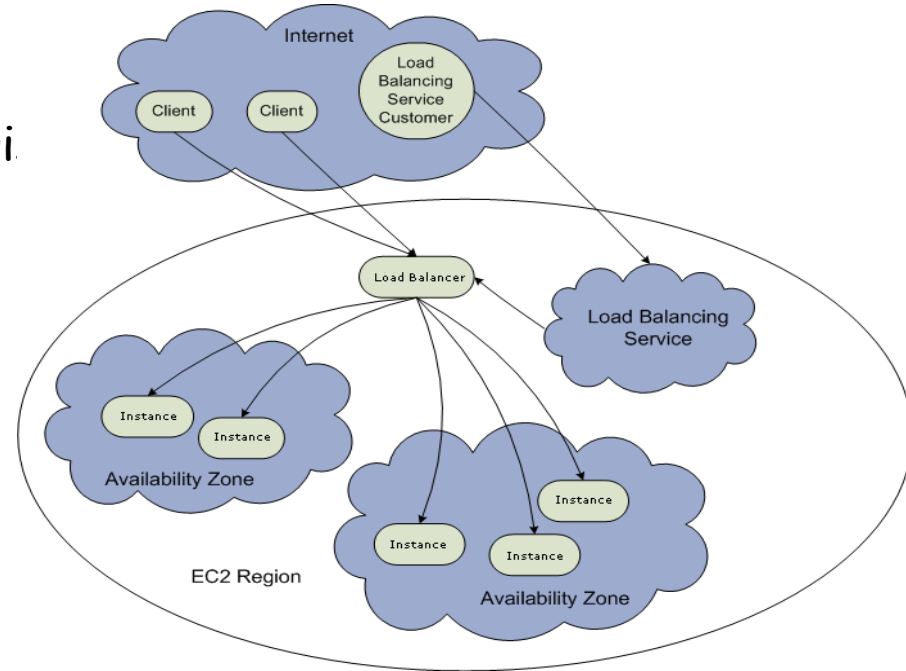 Internet
Load
Balancing
Service
Customer
Client
Client
i.
Load Balancer
Load Balancing
Service
Instance
Instance
Availability Zone
Instance
Instance
Instance
EC2 Region
Availability Zone